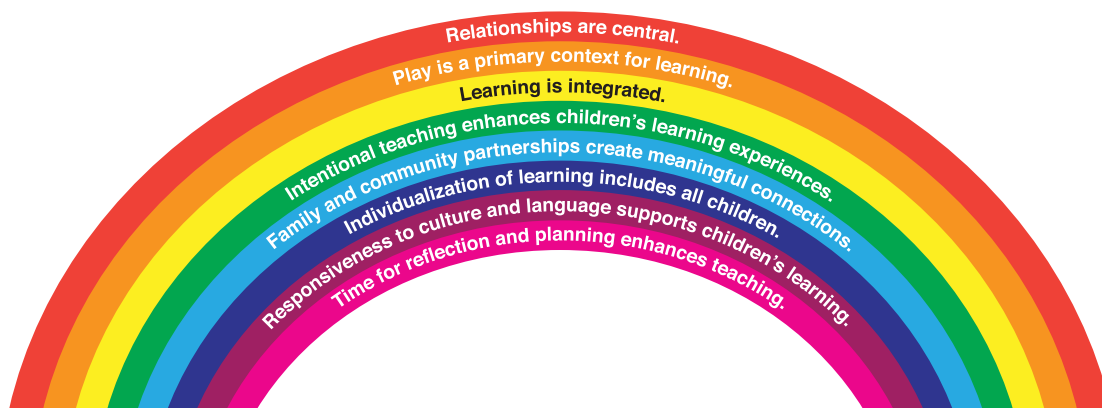 Relationships are central.
Play is a primary context for learning.
Learning is integrated.
Intentional teaching enhances children’s learning experiences.
Family and community partnerships create meaningful connections.
Individualization of learning includes all children.
Responsiveness to culture and language supports children’s learning.
Time for reflection and planning enhances teaching.